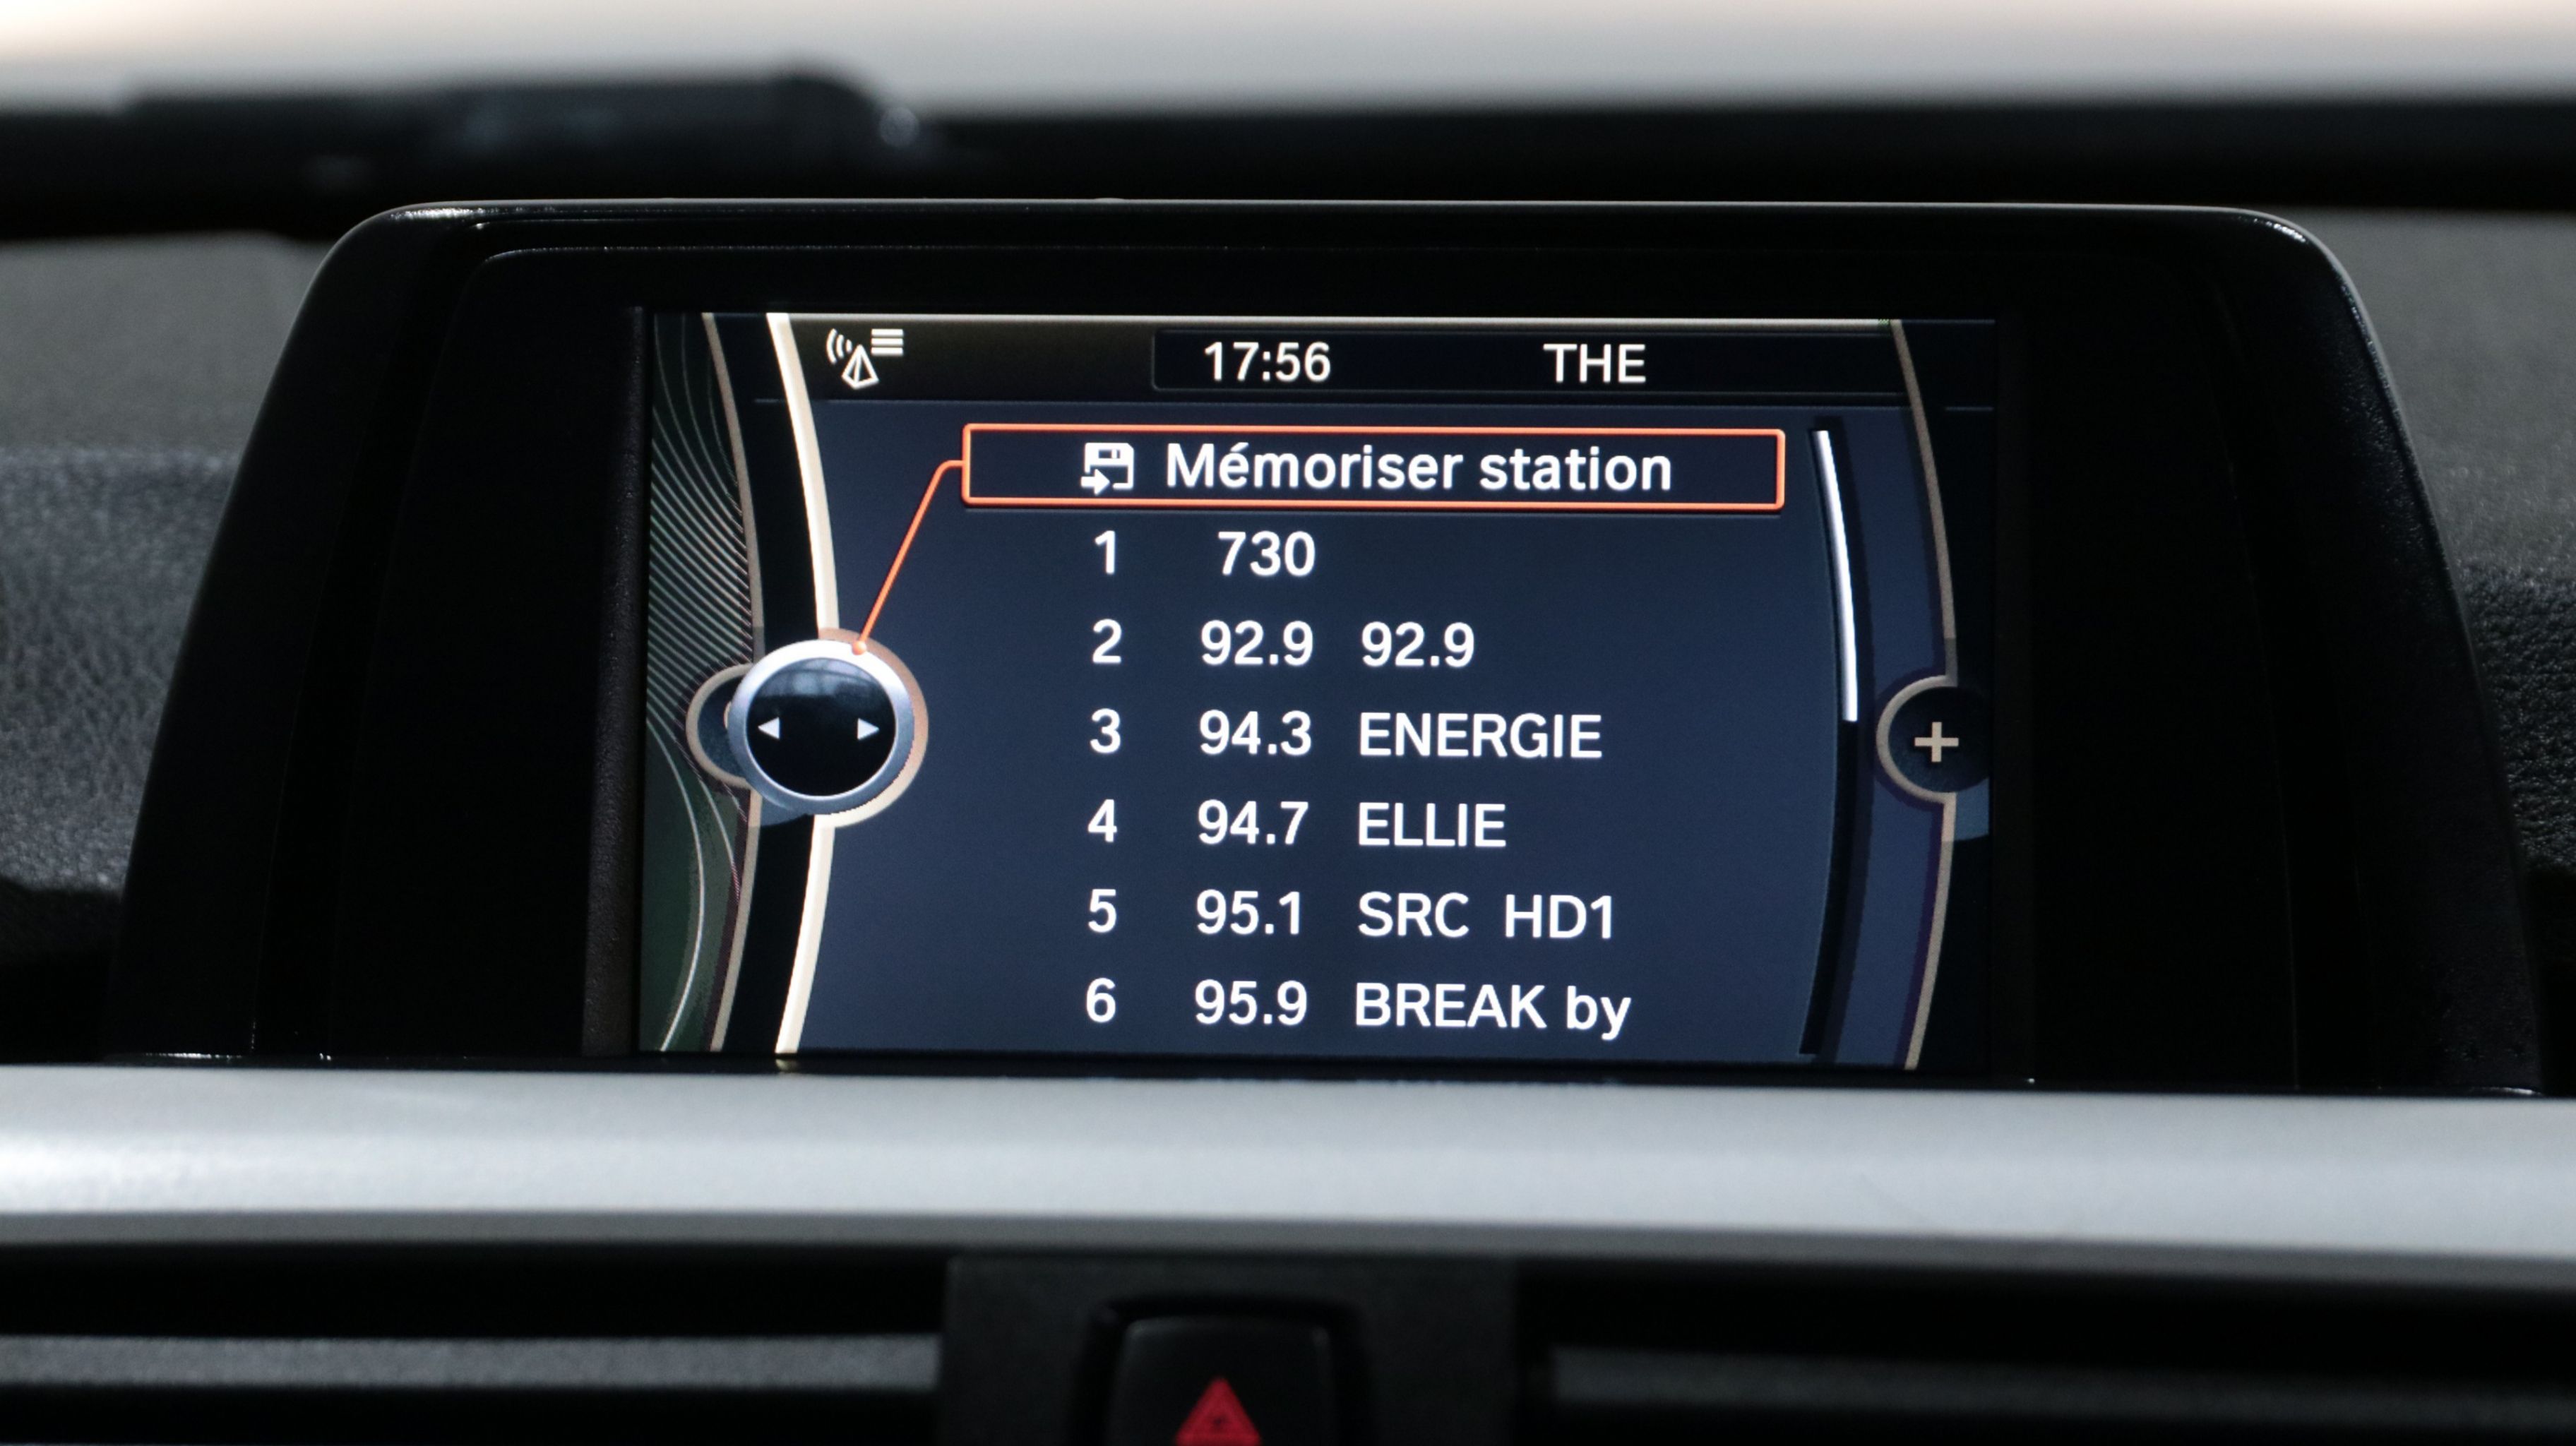 17:56 THE
Mémoriser station
1 730
2 92.9 92.9
3 94.3 ENERGIE
4 94.7 ELLIE
5 95.1 SRC HD1
6 95.9 BREAK by